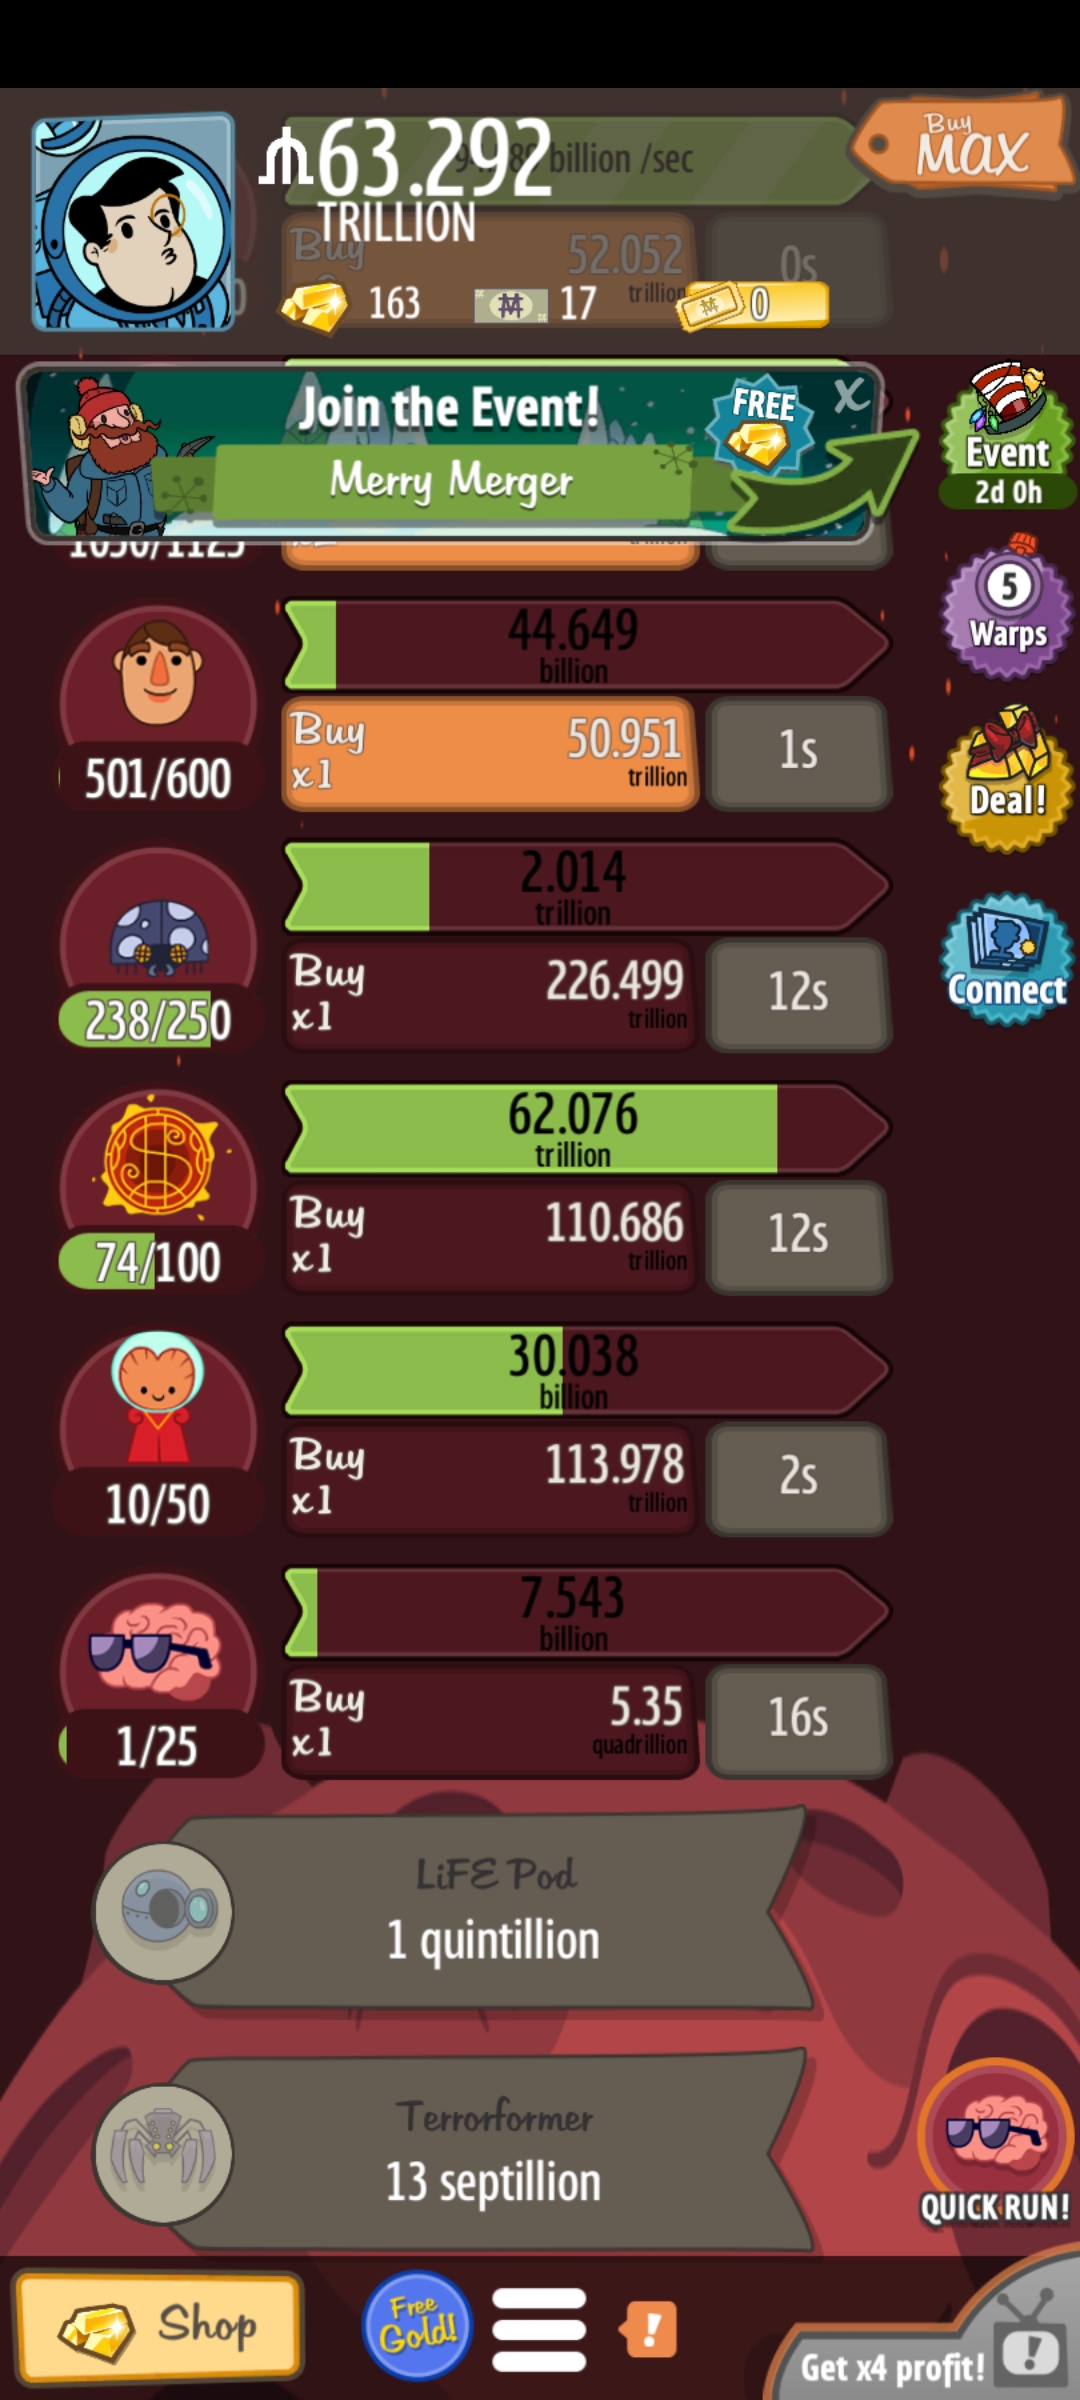 63.292
billion /sec
TRILLION
Buy
MAX
Buy
52.052
trillion
0s
163
17
0
Join the Event!
FREE
X
Merry Merger
Event
2d 0h
1050/1125
5
Warps
44.649
billion
501/600
Buy
x1
50.951
trillion
1s
Deal!
2.014
trillion
238/250
Buy
x1
226.499
trillion
12s
Connect
62.076
trillion
74/100
Buy
x1
110.686
trillion
12s
30.038
billion
10/50
Buy
x1
113.978
trillion
2s
7.543
billion
1/25
Buy
x1
5.35
quadrillion
16s
LiFE Pod
1 quintillion
Terrorformer
13 septillion
QUICK RUN!
Shop
Free
Gold!
!
Get x4 profit!
!